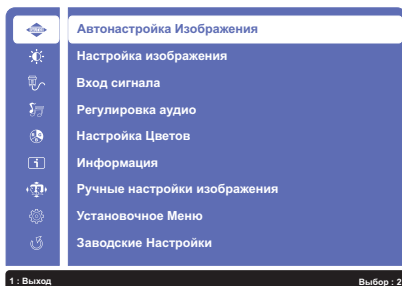 Автонастройка Изображения
Настройка изображения
Вход сигнала
Регулировка аудио
Настройка Цветов
Информация
Ручные настройки изображения
Установочное Меню
Заводские Настройки
1 : Выход Выбор : 2